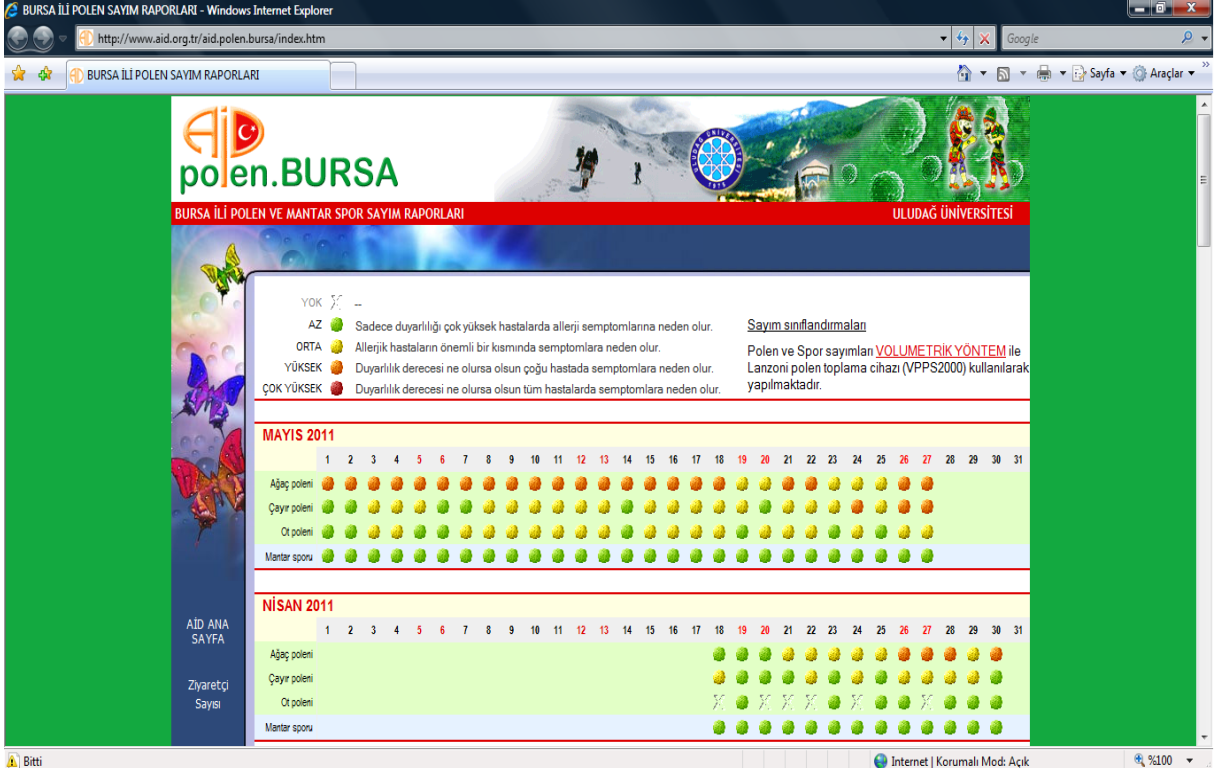 BURSA İLİ POLEN SAYIM RAPORLARI - Windows Internet Explorer
http://www.aid.org.tr/aid.polen.bursa/index.htm
Google
BURSA İLİ POLEN SAYIM RAPORLARI
Sayfa
Araçlar
AİD
polen.BURSA
ULUDAĞ ÜNİVERSİTESİ
1975
BURSA İLİ POLEN VE MANTAR SPOR SAYIM RAPORLARI
ULUDAĞ ÜNİVERSİTESİ
YOK --
AZ Sadece duyarlılığı çok yüksek hastalarda allerji semptomlarına neden olur.
ORTA Allerjik hastaların önemli bir kısmında semptomlara neden olur.
YÜKSEK Duyarlılık derecesi ne olursa olsun çoğu hastada semptomlara neden olur.
ÇOK YÜKSEK Duyarlılık derecesi ne olursa olsun tüm hastalarda semptomlara neden olur.
Sayım sınıflandırmaları
Polen ve Spor sayımları VOLUMETRİK YÖNTEM ile
Lanzoni polen toplama cihazı (VPPS2000) kullanılarak
yapılmaktadır.
MAYIS 2011
1 2 3 4 5 6 7 8 9 10 11 12 13 14 15 16 17 18 19 20 21 22 23 24 25 26 27 28 29 30 31
Ağaç poleni
Çayır poleni
Ot poleni
Mantar sporu
NİSAN 2011
1 2 3 4 5 6 7 8 9 10 11 12 13 14 15 16 17 18 19 20 21 22 23 24 25 26 27 28 29 30 31
Ağaç poleni
Çayır poleni
Ot poleni
Mantar sporu
AİD ANA
SAYFA
Ziyaretçi
Sayısı
Bitti
Internet | Korumalı Mod: Açık
%100